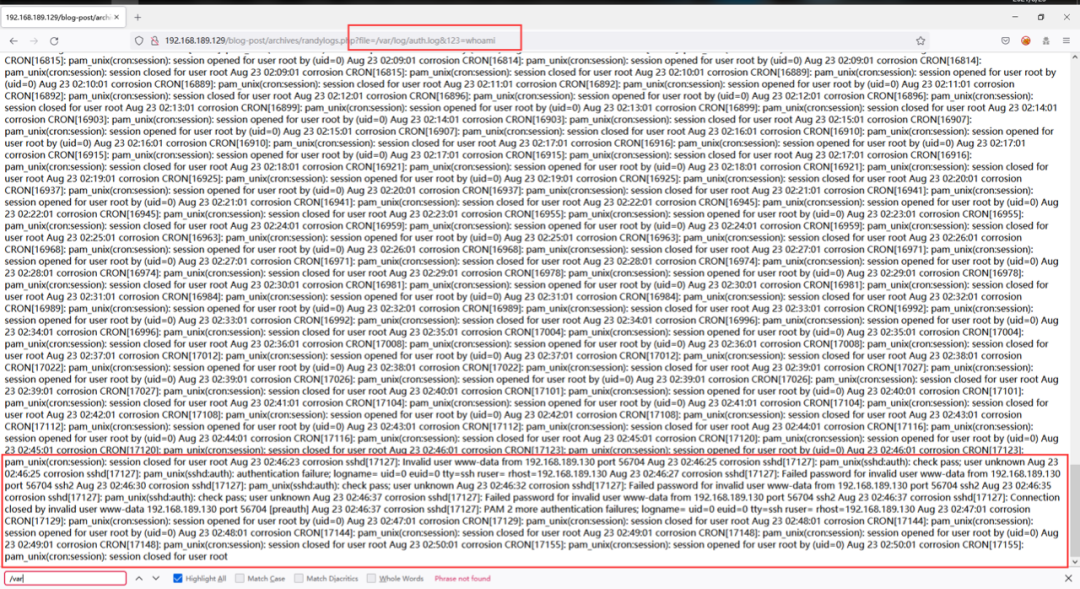 192.168.189.129/blog-post/arch
192.168.189.129/blog-post/archives/randylogs.php?file=/var/log/auth.log&123=whoami
CRON[16815]: pam_unix(cron:session): session opened for user root by (uid=0) Aug 23 02:09:01 corrosion CRON[16814]: pam_unix(cron:session): session opened for user root by (uid=0) Aug 23 02:09:01 corrosion CRON[16814]:
pam_unix(cron:session): session closed for user root Aug 23 02:09:01 corrosion CRON[16815]: pam_unix(cron:session): session closed for user root Aug 23 02:10:01 corrosion CRON[16889]: pam_unix(cron:session): session opened for user root by
(uid=0) Aug 23 02:10:01 corrosion CRON[16889]: pam_unix(cron:session): session closed for user root Aug 23 02:11:01 corrosion CRON[16892]: pam_unix(cron:session): session opened for user root by (uid=0) Aug 23 02:11:01 corrosion
CRON[16892]: pam_unix(cron:session): session closed for user root Aug 23 02:12:01 corrosion CRON[16896]: pam_unix(cron:session): session opened for user root by (uid=0) Aug 23 02:12:01 corrosion CRON[16896]: pam_unix(cron:session):
session closed for user root Aug 23 02:13:01 corrosion CRON[16899]: pam_unix(cron:session): session opened for user root by (uid=0) Aug 23 02:13:01 corrosion CRON[16899]: pam_unix(cron:session): session closed for user root Aug 23 02:14:01
corrosion CRON[16903]: pam_unix(cron:session): session opened for user root by (uid=0) Aug 23 02:14:01 corrosion CRON[16903]: pam_unix(cron:session): session closed for user root Aug 23 02:15:01 corrosion CRON[16907]:
pam_unix(cron:session): session opened for user root by (uid=0) Aug 23 02:15:01 corrosion CRON[16907]: pam_unix(cron:session): session closed for user root Aug 23 02:16:01 corrosion CRON[16910]: pam_unix(cron:session): session opened for
user root by (uid=0) Aug 23 02:16:01 corrosion CRON[16910]: pam_unix(cron:session): session closed for user root Aug 23 02:17:01 corrosion CRON[16916]: pam_unix(cron:session): session opened for user root by (uid=0) Aug 23 02:17:01
corrosion CRON[16915]: pam_unix(cron:session): session opened for user root by (uid=0) Aug 23 02:17:01 corrosion CRON[16915]: pam_unix(cron:session): session closed for user root Aug 23 02:17:01 corrosion CRON[16916]:
pam_unix(cron:session): session closed for user root Aug 23 02:18:01 corrosion CRON[16921]: pam_unix(cron:session): session opened for user root by (uid=0) Aug 23 02:18:01 corrosion CRON[16921]: pam_unix(cron:session): session closed for
user root Aug 23 02:19:01 corrosion CRON[16925]: pam_unix(cron:session): session opened for user root by (uid=0) Aug 23 02:19:01 corrosion CRON[16925]: pam_unix(cron:session): session closed for user root Aug 23 02:20:01 corrosion
CRON[16937]: pam_unix(cron:session): session opened for user root by (uid=0) Aug 23 02:20:01 corrosion CRON[16937]: pam_unix(cron:session): session closed for user root Aug 23 02:21:01 corrosion CRON[16941]: pam_unix(cron:session):
session opened for user root by (uid=0) Aug 23 02:21:01 corrosion CRON[16941]: pam_unix(cron:session): session closed for user root Aug 23 02:22:01 corrosion CRON[16945]: pam_unix(cron:session): session opened for user root by (uid=0) Aug
23 02:22:01 corrosion CRON[16945]: pam_unix(cron:session): session closed for user root Aug 23 02:23:01 corrosion CRON[16955]: pam_unix(cron:session): session opened for user root by (uid=0) Aug 23 02:23:01 corrosion CRON[16955]:
pam_unix(cron:session): session closed for user root Aug 23 02:24:01 corrosion CRON[16959]: pam_unix(cron:session): session opened for user root by (uid=0) Aug 23 02:24:01 corrosion CRON[16959]: pam_unix(cron:session): session closed for
user root Aug 23 02:25:01 corrosion CRON[16963]: pam_unix(cron:session): session opened for user root by (uid=0) Aug 23 02:25:01 corrosion CRON[16963]: pam_unix(cron:session): session closed for user root Aug 23 02:26:01 corrosion
CRON[16968]: pam_unix(cron:session): session opened for user root by (uid=0) Aug 23 02:26:01 corrosion CRON[16968]: pam_unix(cron:session): session closed for user root Aug 23 02:27:01 corrosion CRON[16971]: pam_unix(cron:session):
session opened for user root by (uid=0) Aug 23 02:27:01 corrosion CRON[16971]: pam_unix(cron:session): session closed for user root Aug 23 02:28:01 corrosion CRON[16974]: pam_unix(cron:session): session opened for user root by (uid=0) Aug
23 02:28:01 corrosion CRON[16974]: pam_unix(cron:session): session closed for user root Aug 23 02:29:01 corrosion CRON[16978]: pam_unix(cron:session): session opened for user root by (uid=0) Aug 23 02:29:01 corrosion CRON[16978]:
pam_unix(cron:session): session closed for user root Aug 23 02:30:01 corrosion CRON[16981]: pam_unix(cron:session): session opened for user root by (uid=0) Aug 23 02:30:01 corrosion CRON[16981]: pam_unix(cron:session): session closed for
user root Aug 23 02:31:01 corrosion CRON[16984]: pam_unix(cron:session): session opened for user root by (uid=0) Aug 23 02:31:01 corrosion CRON[16984]: pam_unix(cron:session): session closed for user root Aug 23 02:32:01 corrosion
CRON[16989]: pam_unix(cron:session): session opened for user root by (uid=0) Aug 23 02:32:01 corrosion CRON[16989]: pam_unix(cron:session): session closed for user root Aug 23 02:33:01 corrosion CRON[16992]: pam_unix(cron:session):
session opened for user root by (uid=0) Aug 23 02:33:01 corrosion CRON[16992]: pam_unix(cron:session): session closed for user root Aug 23 02:34:01 corrosion CRON[16996]: pam_unix(cron:session): session opened for user root by (uid=0) Aug
23 02:34:01 corrosion CRON[16996]: pam_unix(cron:session): session closed for user root Aug 23 02:35:01 corrosion CRON[17004]: pam_unix(cron:session): session opened for user root by (uid=0) Aug 23 02:35:01 corrosion CRON[17004]:
pam_unix(cron:session): session closed for user root Aug 23 02:36:01 corrosion CRON[17008]: pam_unix(cron:session): session opened for user root by (uid=0) Aug 23 02:36:01 corrosion CRON[17008]: pam_unix(cron:session): session closed for
user root Aug 23 02:37:01 corrosion CRON[17012]: pam_unix(cron:session): session opened for user root by (uid=0) Aug 23 02:37:01 corrosion CRON[17012]: pam_unix(cron:session): session closed for user root Aug 23 02:38:01 corrosion
CRON[17022]: pam_unix(cron:session): session opened for user root by (uid=0) Aug 23 02:38:01 corrosion CRON[17022]: pam_unix(cron:session): session closed for user root Aug 23 02:39:01 corrosion CRON[17027]: pam_unix(cron:session):
session opened for user root by (uid=0) Aug 23 02:39:01 corrosion CRON[17026]: pam_unix(cron:session): session opened for user root by (uid=0) Aug 23 02:39:01 corrosion CRON[17026]: pam_unix(cron:session): session closed for user root Aug
23 02:39:01 corrosion CRON[17027]: pam_unix(cron:session): session closed for user root Aug 23 02:40:01 corrosion CRON[17101]: pam_unix(cron:session): session opened for user root by (uid=0) Aug 23 02:40:01 corrosion CRON[17101]:
pam_unix(cron:session): session closed for user root Aug 23 02:41:01 corrosion CRON[17104]: pam_unix(cron:session): session opened for user root by (uid=0) Aug 23 02:41:01 corrosion CRON[17104]: pam_unix(cron:session): session closed for
user root Aug 23 02:42:01 corrosion CRON[17108]: pam_unix(cron:session): session opened for user root by (uid=0) Aug 23 02:42:01 corrosion CRON[17108]: pam_unix(cron:session): session closed for user root Aug 23 02:43:01 corrosion
CRON[17112]: pam_unix(cron:session): session opened for user root by (uid=0) Aug 23 02:43:01 corrosion CRON[17112]: pam_unix(cron:session): session closed for user root Aug 23 02:44:01 corrosion CRON[17116]: pam_unix(cron:session):
session opened for user root by (uid=0) Aug 23 02:44:01 corrosion CRON[17116]: pam_unix(cron:session): session closed for user root Aug 23 02:45:01 corrosion CRON[17120]: pam_unix(cron:session): session opened for user root by (uid=0) Aug
23 02:45:01 corrosion CRON[17120]: pam_unix(cron:session): session closed for user root Aug 23 02:46:01 corrosion CRON[17123]: pam_unix(cron:session): session opened for user root by (uid=0) Aug 23 02:46:01 corrosion CRON[17123]:
pam_unix(cron:session): session closed for user root Aug 23 02:46:23 corrosion sshd[17127]: Invalid user www-data from 192.168.189.130 port 56704 Aug 23 02:46:25 corrosion sshd[17127]: pam_unix(sshd:auth): check pass; user unknown Aug 23
02:46:25 corrosion sshd[17127]: pam_unix(sshd:auth): authentication failure; logname= uid=0 euid=0 tty=ssh ruser= rhost=192.168.189.130 Aug 23 02:46:27 corrosion sshd[17127]: Failed password for invalid user www-data from 192.168.189.130
port 56704 ssh2 Aug 23 02:46:30 corrosion sshd[17127]: pam_unix(sshd:auth): check pass; user unknown Aug 23 02:46:32 corrosion sshd[17127]: Failed password for invalid user www-data from 192.168.189.130 port 56704 ssh2 Aug 23 02:46:35
corrosion sshd[17127]: pam_unix(sshd:auth): check pass; user unknown Aug 23 02:46:37 corrosion sshd[17127]: Failed password for invalid user www-data from 192.168.189.130 port 56704 ssh2 Aug 23 02:46:37 corrosion sshd[17127]: Connection
closed by invalid user www-data 192.168.189.130 port 56704 [preauth] Aug 23 02:46:37 corrosion sshd[17127]: PAM 2 more authentication failures; logname= uid=0 euid=0 tty=ssh ruser= rhost=192.168.189.130 Aug 23 02:47:01 corrosion
CRON[17129]: pam_unix(cron:session): session opened for user root by (uid=0) Aug 23 02:47:01 corrosion CRON[17129]: pam_unix(cron:session): session closed for user root Aug 23 02:48:01 corrosion CRON[17144]: pam_unix(cron:session):
session opened for user root by (uid=0) Aug 23 02:48:01 corrosion CRON[17144]: pam_unix(cron:session): session closed for user root Aug 23 02:49:01 corrosion CRON[17148]: pam_unix(cron:session): session opened for user root by (uid=0) Aug
23 02:49:01 corrosion CRON[17148]: pam_unix(cron:session): session closed for user root Aug 23 02:50:01 corrosion CRON[17155]: pam_unix(cron:session): session opened for user root by (uid=0) Aug 23 02:50:01 corrosion CRON[17155]:
pam_unix(cron:session): session closed for user root
/var
Highlight All
Match Case
Match Diacritics
Whole Words
Phrase not found